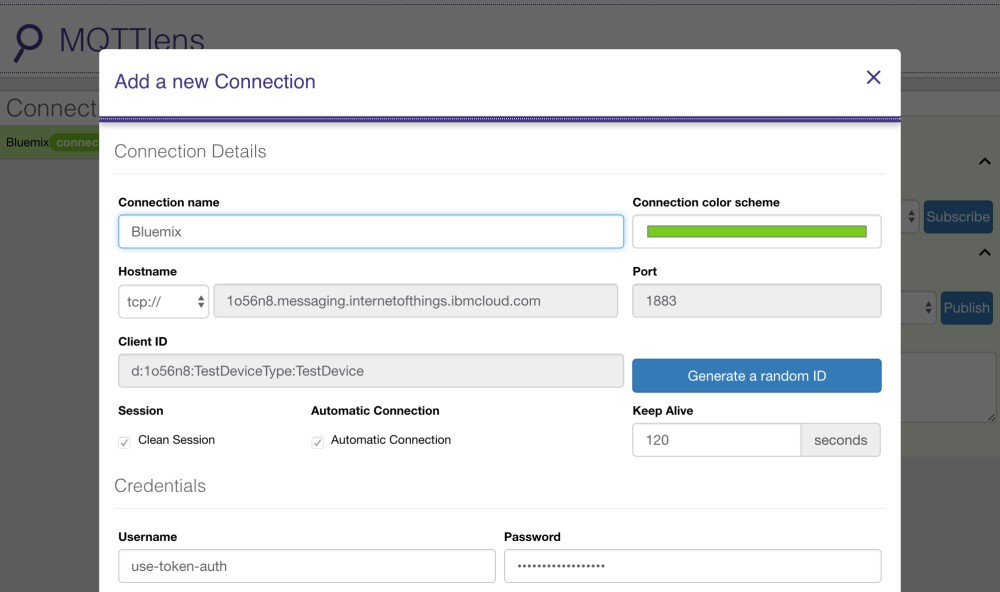 MQTTlens
Add a new Connection
Connect
Bluemix connec
Connection Details
Connection name
Connection color scheme
Bluemix
Subscribe
Hostname
Port
tcp:// 1o56n8.messaging.internetofthings.ibmcloud.com
1883
Publish
Client ID
d:1o56n8:TestDeviceType:TestDevice
Generate a random ID
Session
Automatic Connection
Keep Alive
Clean Session
Automatic Connection
120 seconds
Credentials
Username
Password
use-token-auth
••••••••••••••••••